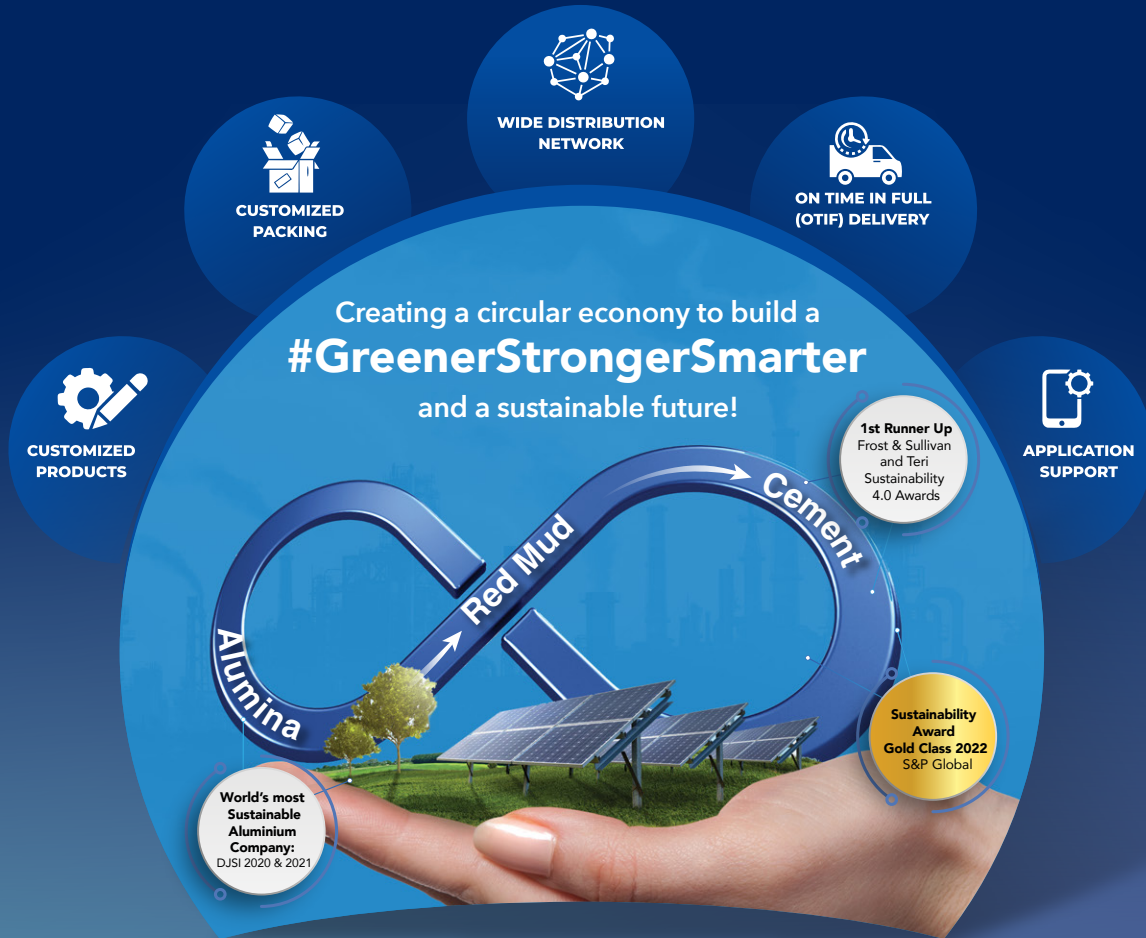 WIDE DISTRIBUTION
NETWORK
CUSTOMIZED
PACKING
ON TIME IN FULL
(OTIF) DELIVERY
CUSTOMIZED
PRODUCTS
APPLICATION
SUPPORT
Creating a circular economy to build a
#GreenerStrongerSmarter
and a sustainable future!
1st Runner Up
Frost & Sullivan
and Teri
Sustainability
4.0 Awards
Alumina
Red Mud
Cement
Sustainability
Award
Gold Class 2022
S&P Global
World's most
Sustainable
Aluminium
Company:
DJSI 2020 & 2021